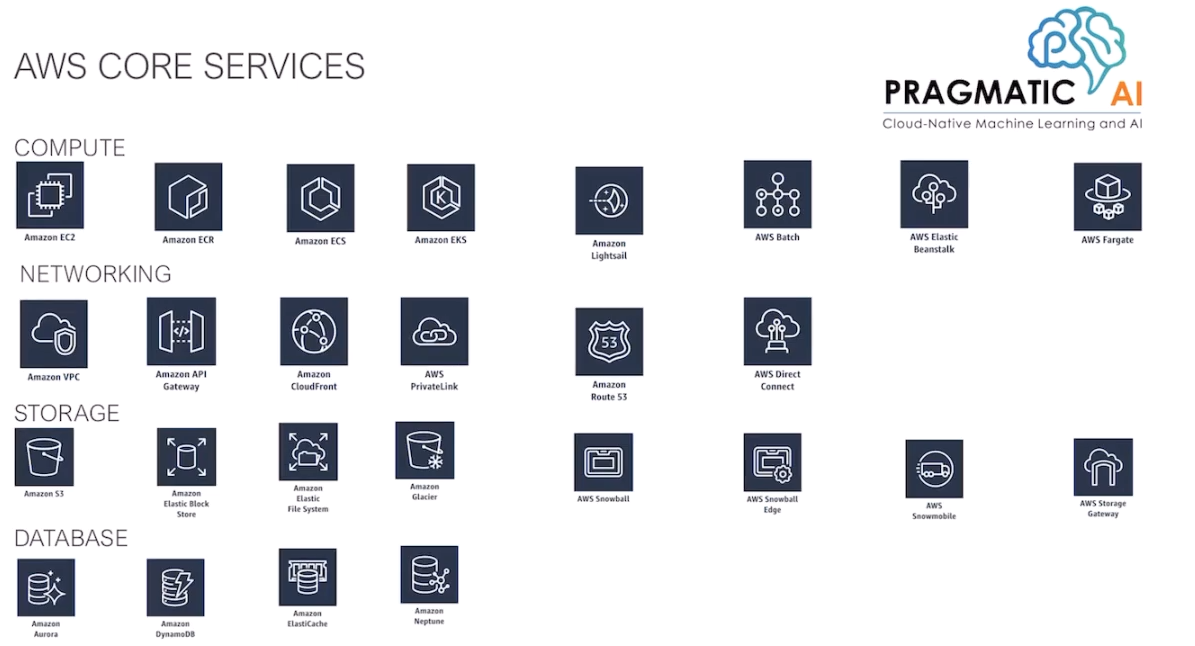 AWS CORE SERVICES
PRAGMATIC AI
Cloud-Native Machine Learning and AI
COMPUTE
Amazon EC2
Amazon ECR
Amazon ECS
K
Amazon EKS
Amazon
Lightsail
AWS Batch
AWS Elastic
Beanstalk
AWS Fargate
NETWORKING
Amazon VPC
</>
Amazon API
Gateway
Amazon
CloudFront
AWS
PrivateLink
53
Amazon
Route 53
AWS Direct
Connect
STORAGE
Amazon S3
Amazon
Elastic Block
Store
Amazon
Elastic
File System
Amazon
Glacier
AWS Snowball
AWS Snowball
Edge
AWS
Snowmobile
AWS Storage
Gateway
DATABASE
Amazon
Aurora
Amazon
DynamoDB
Amazon
ElastiCache
Amazon
Neptune